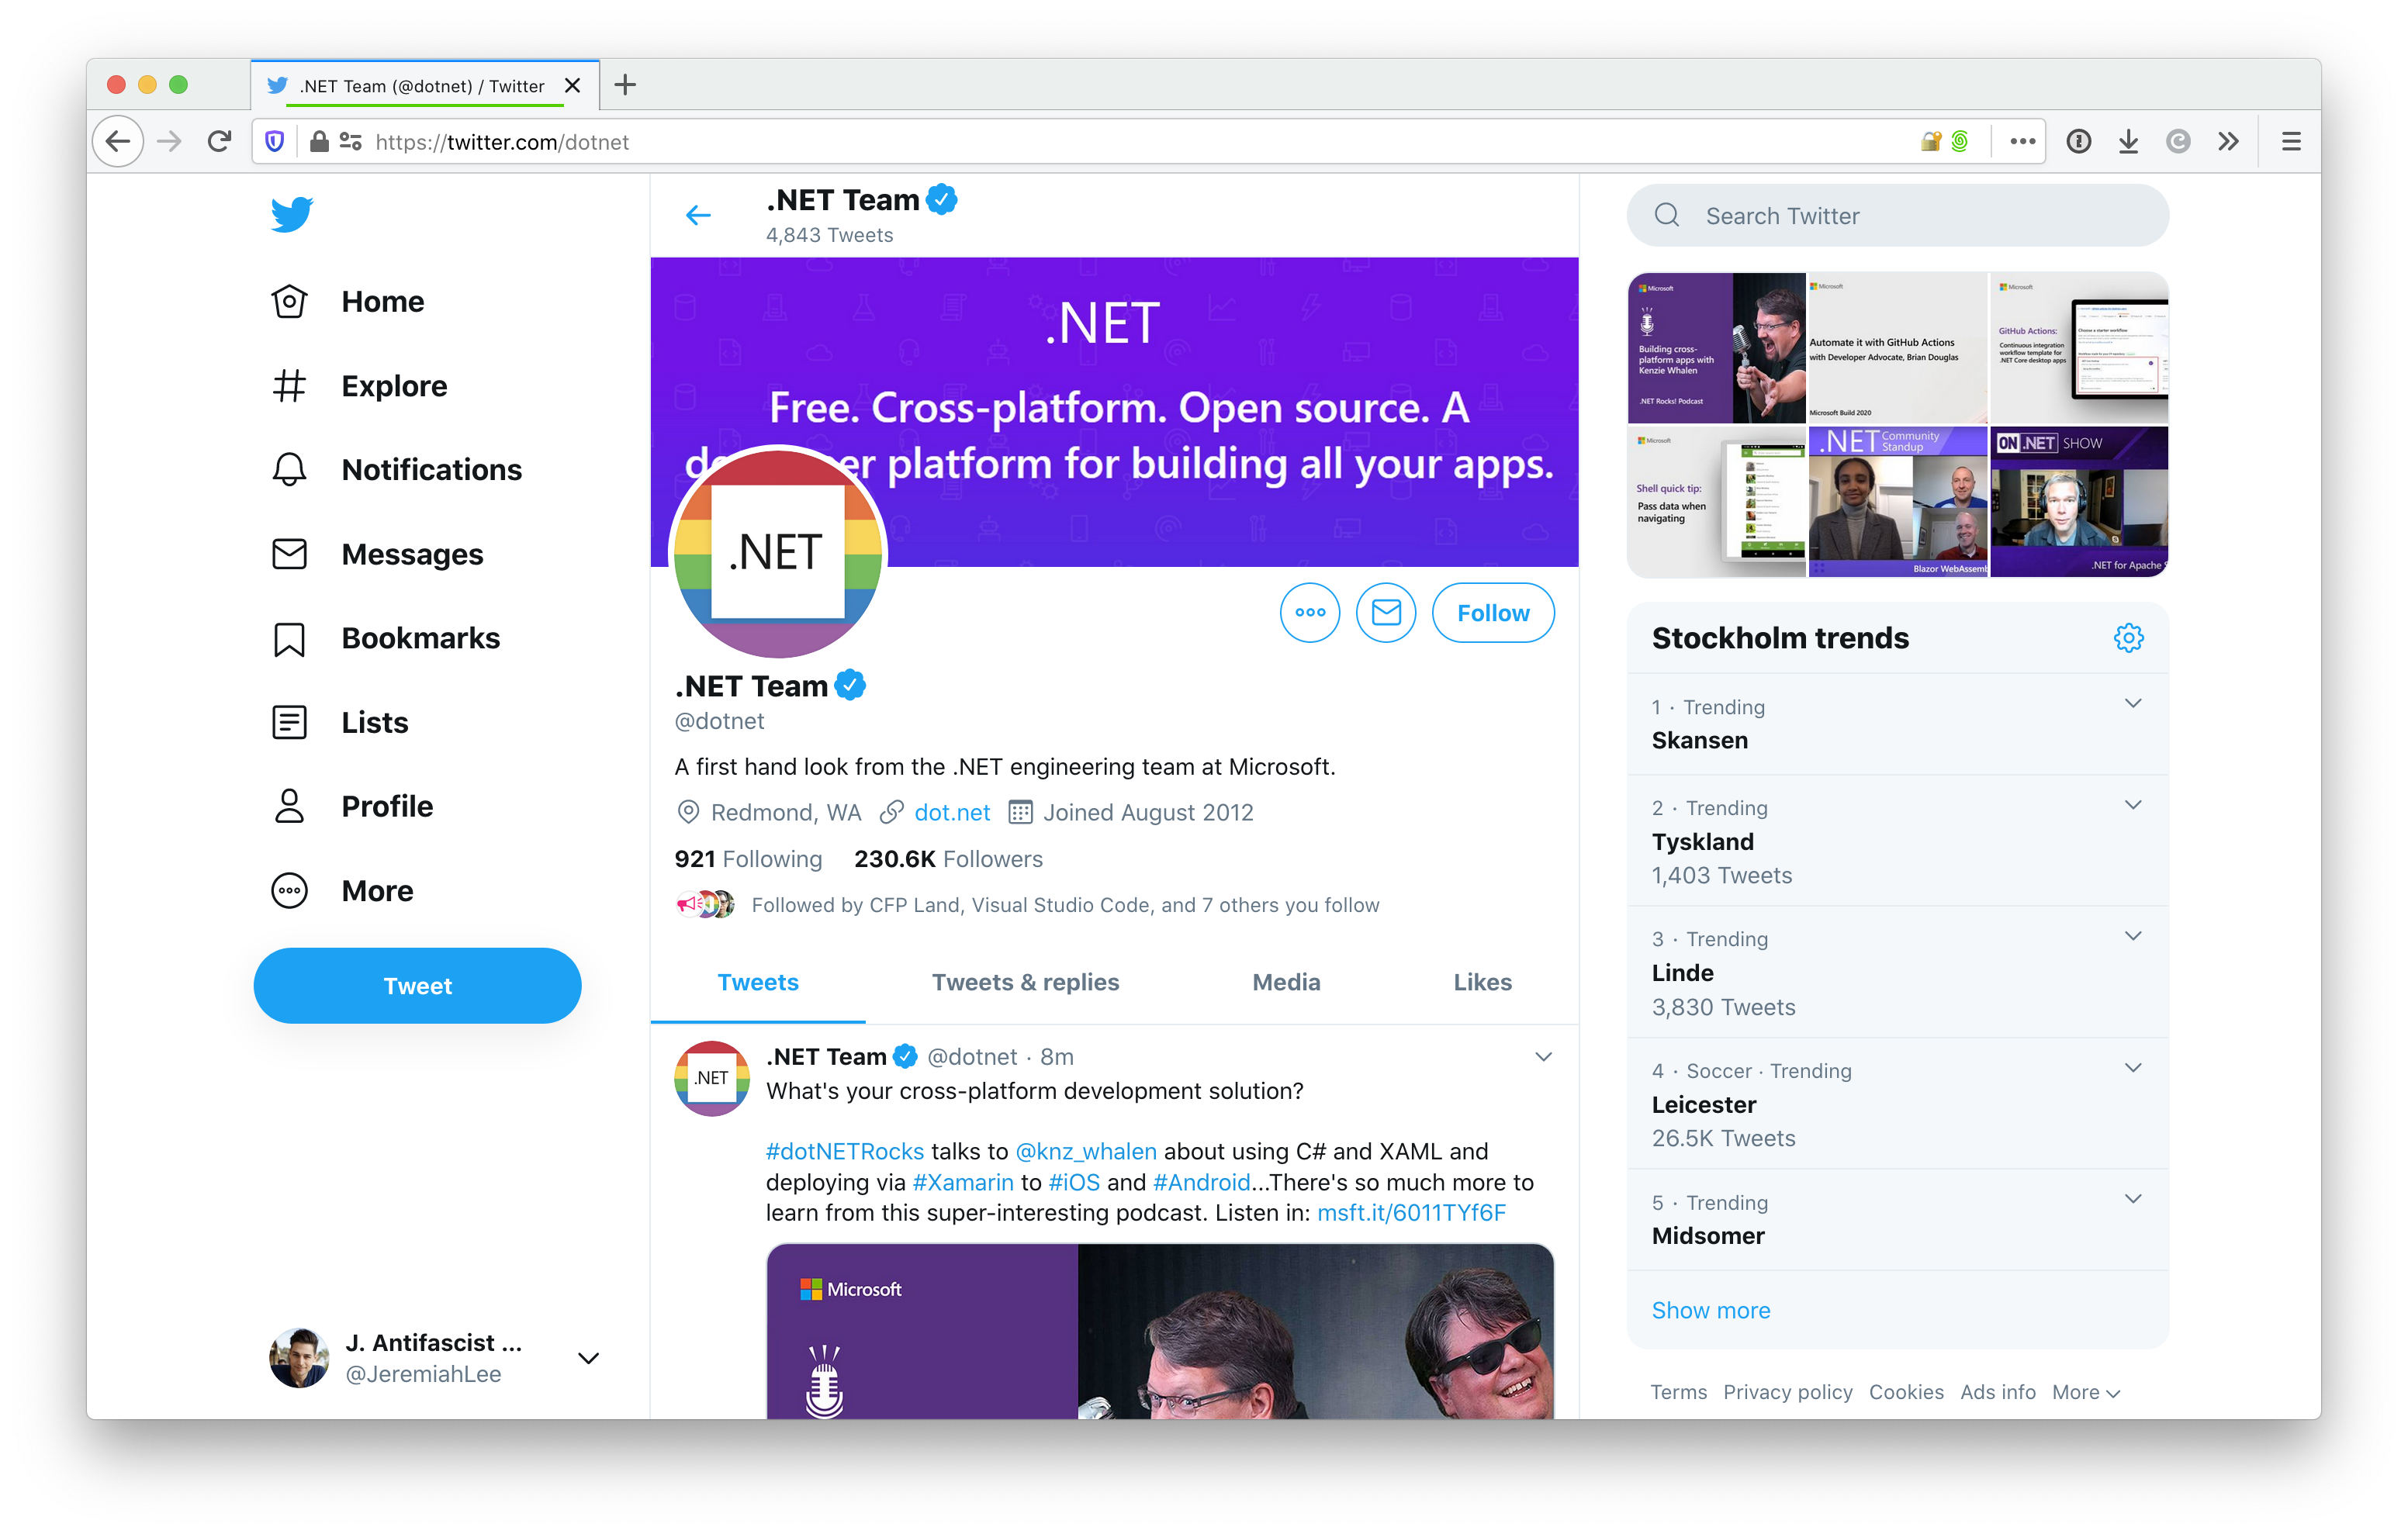 .NET Team (@dotnet) / Twitter
https://twitter.com/dotnet
Home
Explore
Notifications
Messages
Bookmarks
Lists
Profile
More
Tweet
J. Antifascist ...
@JeremiahLee
.NET Team
4,843 Tweets
.NET
Free. Cross-platform. Open source. A
er platform for building all your apps.
.NET
Follow
.NET Team
@dotnet
A first hand look from the .NET engineering team at Microsoft.
Redmond, WA dot.net Joined August 2012
921 Following 230.6K Followers
Followed by CFP Land, Visual Studio Code, and 7 others you follow
Tweets Tweets & replies Media Likes
.NET
.NET Team @dotnet · 8m
What's your cross-platform development solution?
#dotNETRocks talks to @knz_whalen about using C# and XAML and
deploying via #Xamarin to #iOS and #Android...There's so much more to
learn from this super-interesting podcast. Listen in: msft.it/6011TYf6F
Microsoft
Search Twitter
Microsoft
Building cross-
platform apps with
Kenzie Whalen
.NET Rocks! Podcast
Microsoft
Automate it with GitHub Actions
with Developer Advocate, Brian Douglas
Microsoft Build 2020
Microsoft
GitHub Actions:
Continuous integration
workflow template for
.NET Core desktop apps
Microsoft
Shell quick tip:
Pass data when
navigating
.NET Community
Standup
Blazor WebAssemb
ON .NET SHOW
.NET for Apache S
Stockholm trends
1 · Trending
Skansen
2 · Trending
Tyskland
1,403 Tweets
3 · Trending
Linde
3,830 Tweets
4 · Soccer · Trending
Leicester
26.5K Tweets
5 · Trending
Midsomer
Show more
Terms Privacy policy Cookies Ads info More